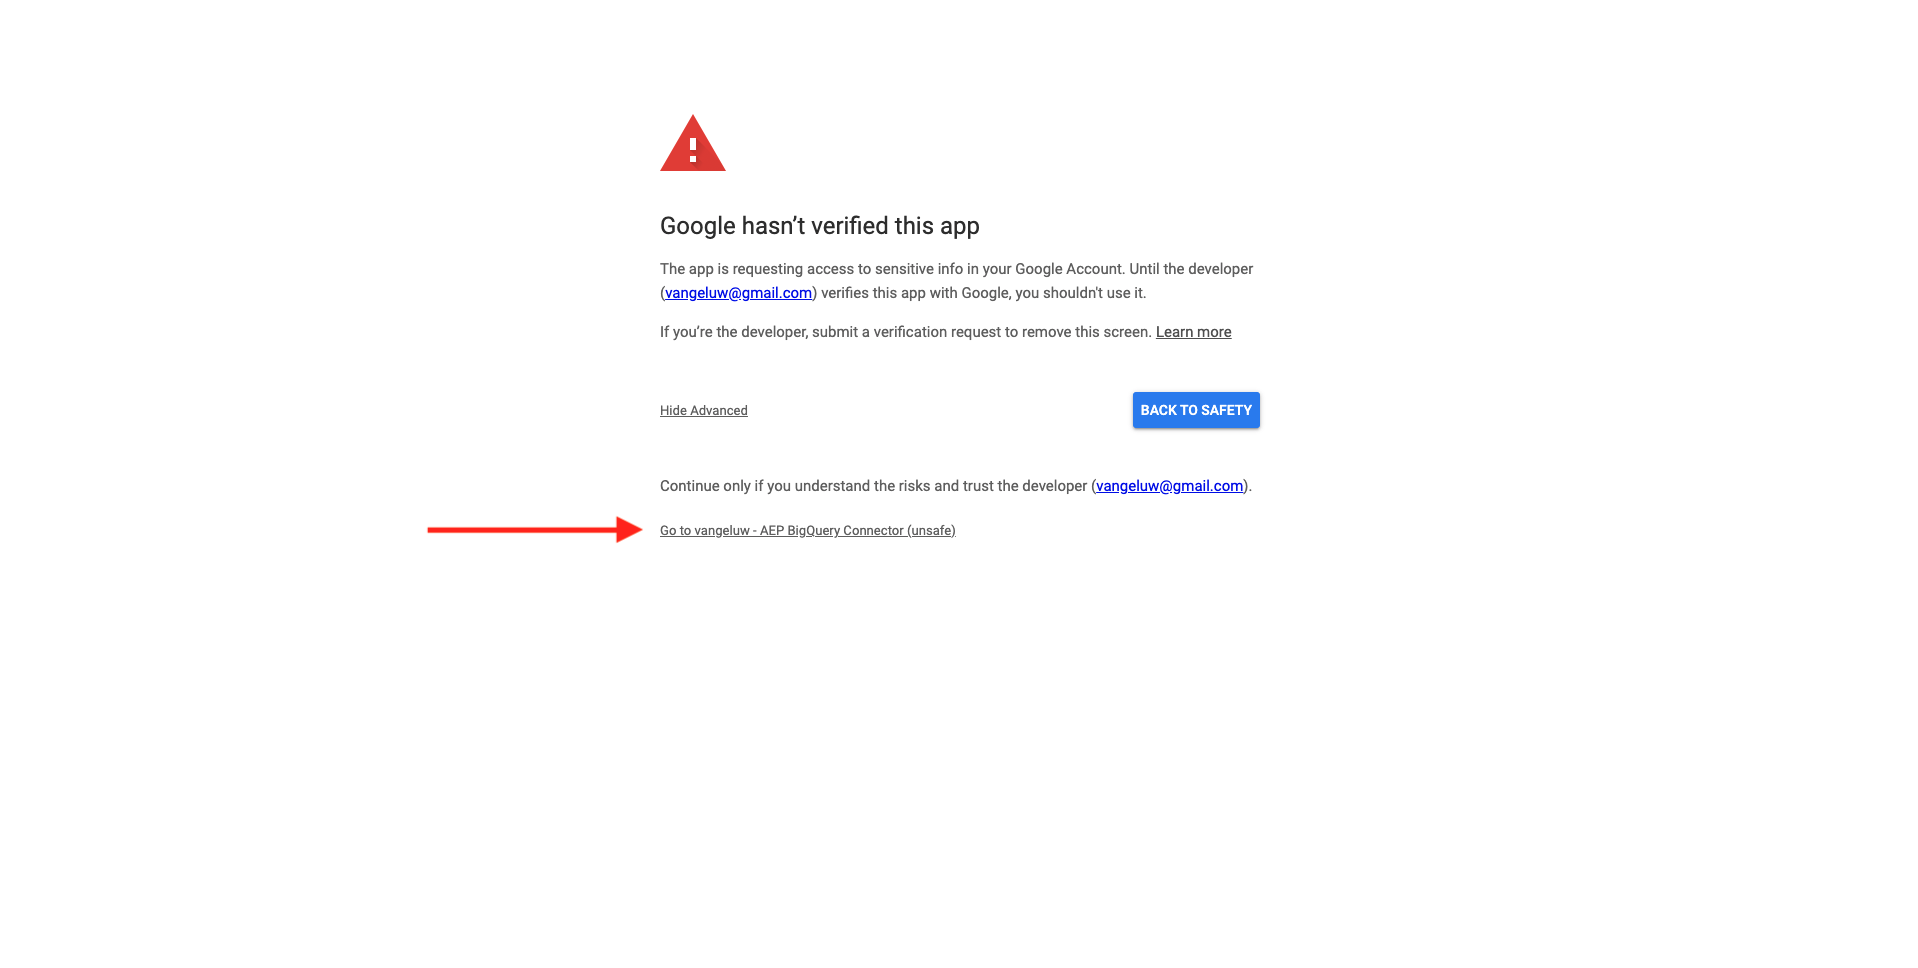 Google hasn’t verified this app
The app is requesting access to sensitive info in your Google Account. Until the developer
(vangeluw@gmail.com) verifies this app with Google, you shouldn't use it.
If you’re the developer, submit a verification request to remove this screen. Learn more
Hide Advanced
BACK TO SAFETY
Continue only if you understand the risks and trust the developer (vangeluw@gmail.com).
Go to vangeluw - AEP BigQuery Connector (unsafe)